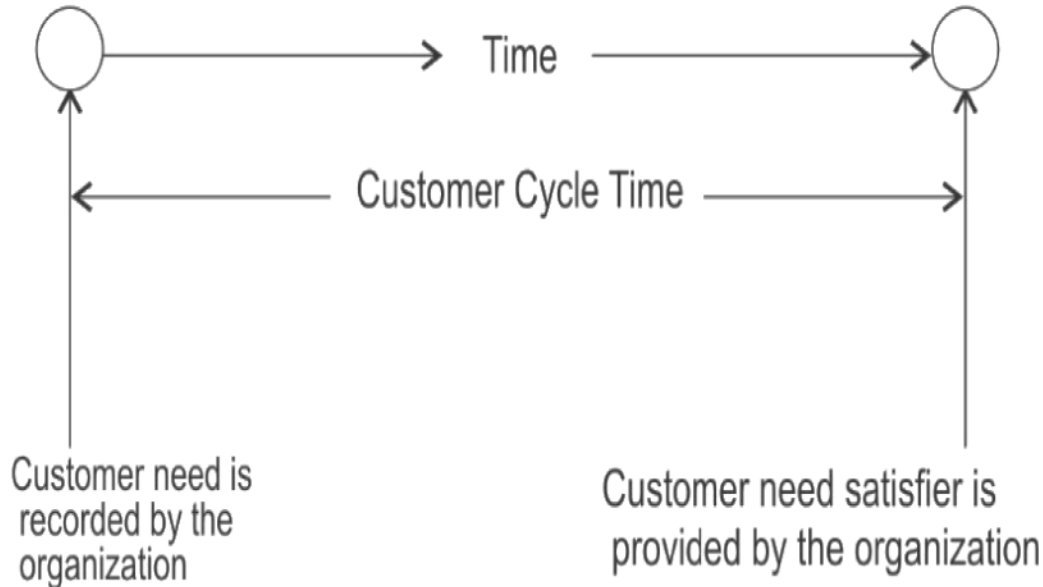 Time
Customer Cycle Time
Customer need is
recorded by the
organization
Customer need satisfier is
provided by the organization